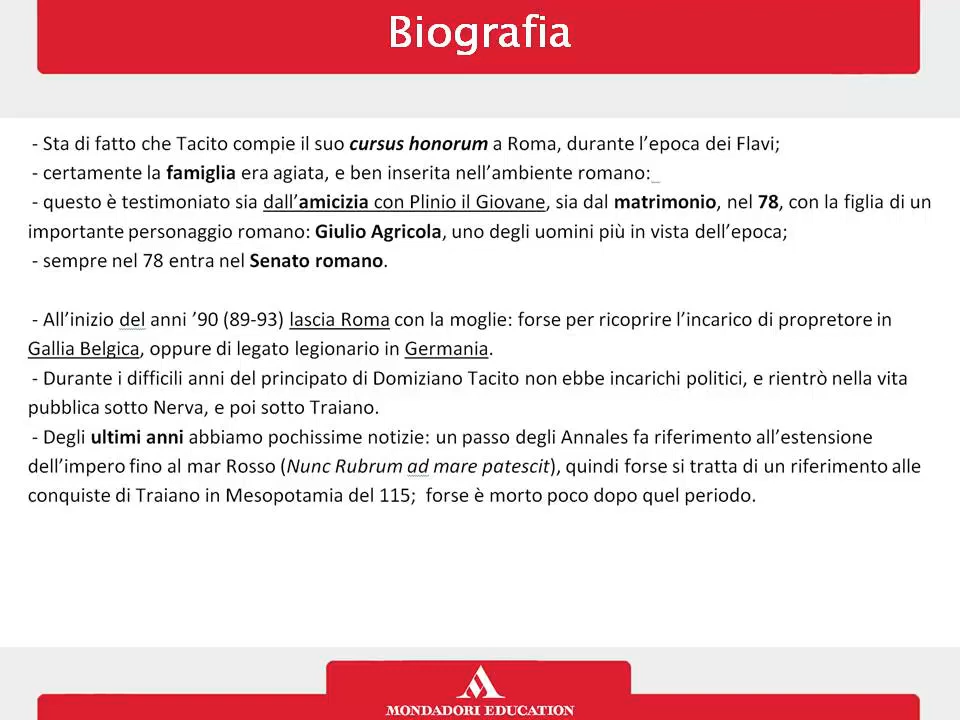 Biografia
- Sta di fatto che Tacito compie il suo cursus honorum a Roma, durante l’epoca dei Flavi;
- certamente la famiglia era agiata, e ben inserita nell’ambiente romano:
- questo è testimoniato sia dall’amicizia con Plinio il Giovane, sia dal matrimonio, nel 78, con la figlia di un
importante personaggio romano: Giulio Agricola, uno degli uomini più in vista dell’epoca;
- sempre nel 78 entra nel Senato romano.
- All’inizio del anni ’90 (89-93) lascia Roma con la moglie: forse per ricoprire l’incarico di propretore in
Gallia Belgica, oppure di legato legionario in Germania.
- Durante i difficili anni del principato di Domiziano Tacito non ebbe incarichi politici, e rientrò nella vita
pubblica sotto Nerva, e poi sotto Traiano.
- Degli ultimi anni abbiamo pochissime notizie: un passo degli Annales fa riferimento all’estensione
dell’impero fino al mar Rosso (Nunc Rubrum ad mare patescit), quindi forse si tratta di un riferimento alle
conquiste di Traiano in Mesopotamia del 115; forse è morto poco dopo quel periodo.
MONDADORI EDUCATION